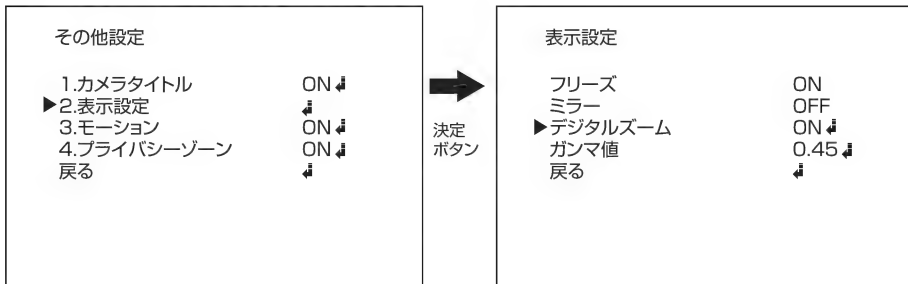 その他設定
1.カメラタイトル ON↲
▶2.表示設定 ↲
3.モーション ON↲
4.プライバシーゾーン ON↲
戻る ↲
決定
ボタン
表示設定
フリーズ ON
ミラー OFF
▶デジタルズーム ON↲
ガンマ値 0.45↲
戻る ↲